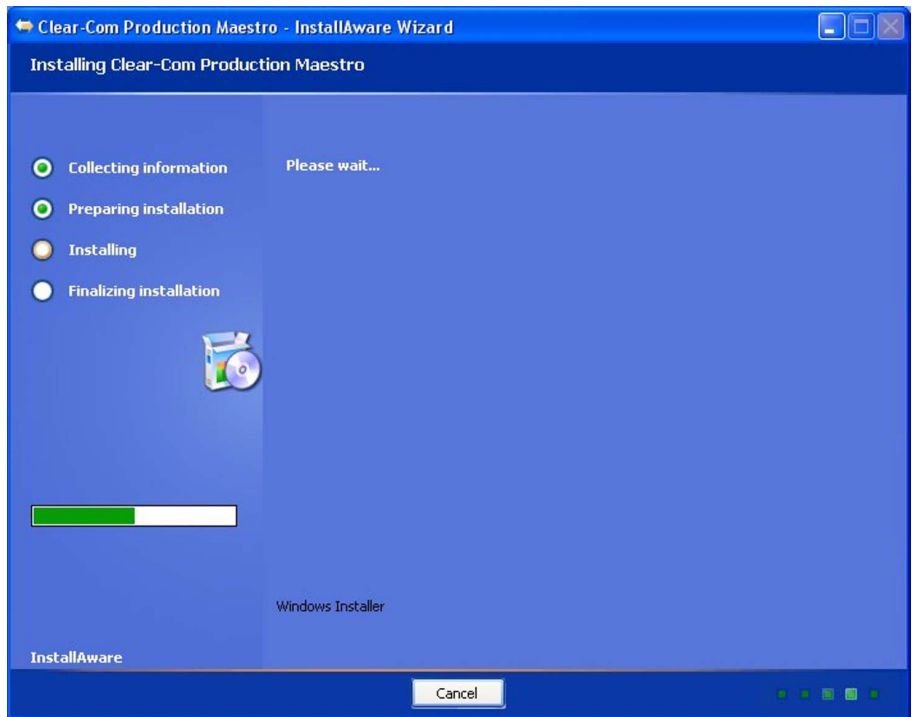 Clear-Com Production Maestro - InstallAware Wizard
Installing Clear-Com Production Maestro
Collecting information
Please wait...
Preparing installation
Installing
Finalizing installation
Windows Installer
InstallAware
Cancel